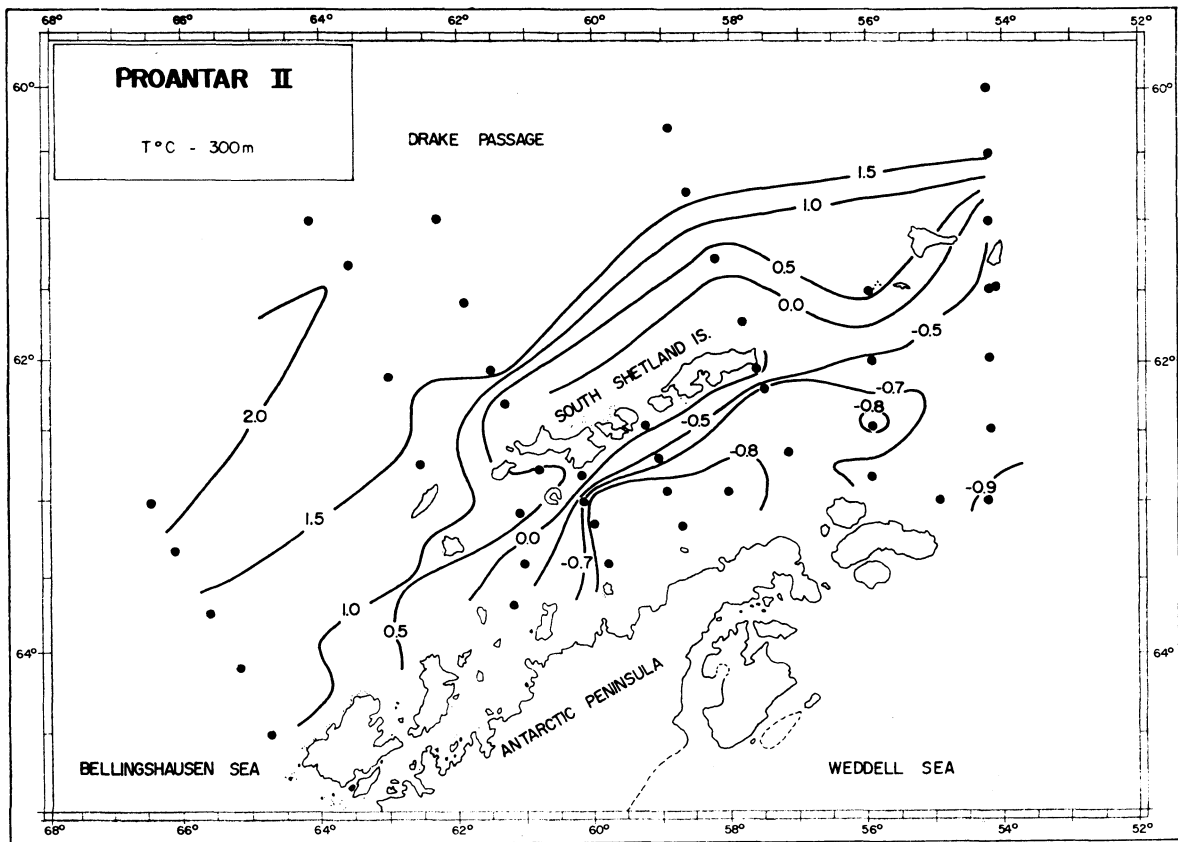 68° 66° 64° 62° 60° 58° 56° 54° 52°
PROANTAR II
T°C - 300m
60°
60°
DRAKE PASSAGE
1.5
1.0
0.5
0.0
-0.5
62°
62°
SOUTH SHETLAND IS.
2.0
-0.7
-0.8
-0.5
-0.8
-0.9
1.5
0.0
-0.7
1.0
0.5
64°
64°
ANTARCTIC PENINSULA
BELLINGSHAUSEN SEA
WEDDELL SEA
68° 66° 64° 62° 60° 58° 56° 54° 52°